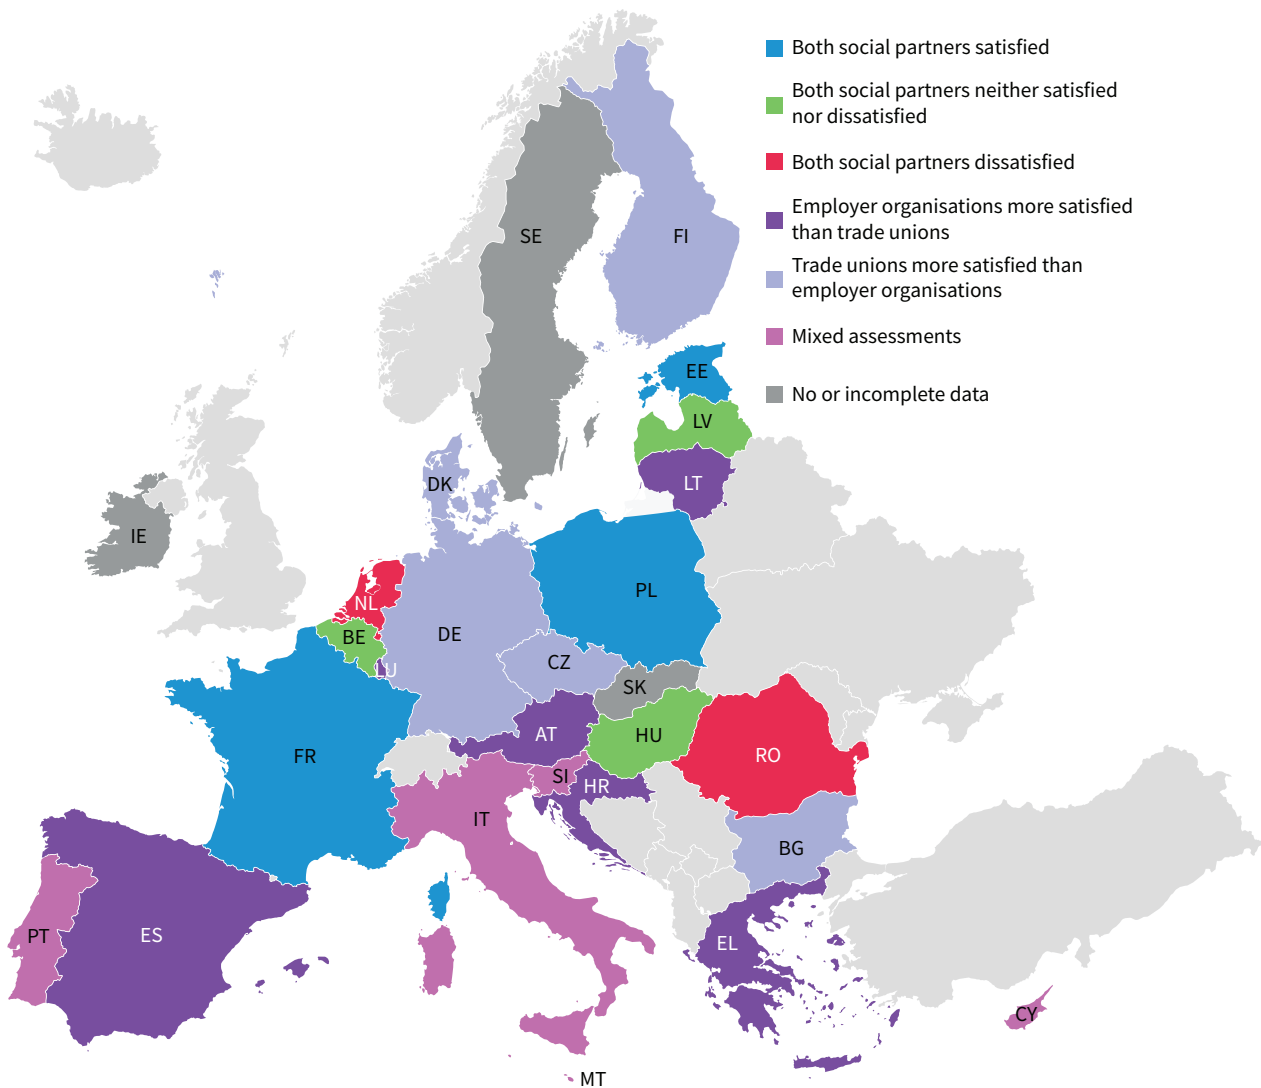 Both social partners satisfied
Both social partners neither satisfied
nor dissatisfied
Both social partners dissatisfied
Employer organisations more satisfied
than trade unions
Trade unions more satisfied than
employer organisations
Mixed assessments
No or incomplete data
SE
FI
EE
LV
LT
DK
IE
NL
PL
BE
DE
LU
CZ
SK
AT
HU
FR
RO
SI
HR
IT
BG
PT
ES
EL
CY
MT